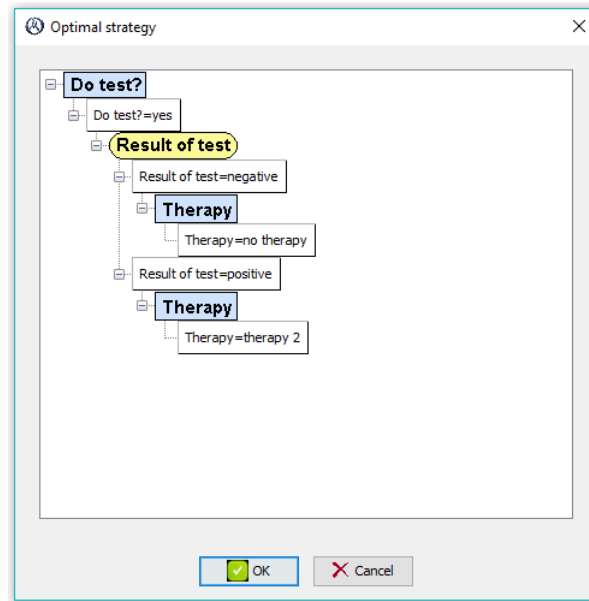 Optimal strategy
Do test?
Do test?=yes
Result of test
Result of test=negative
Therapy
Therapy=no therapy
Result of test=positive
Therapy
Therapy=therapy 2
OK
Cancel